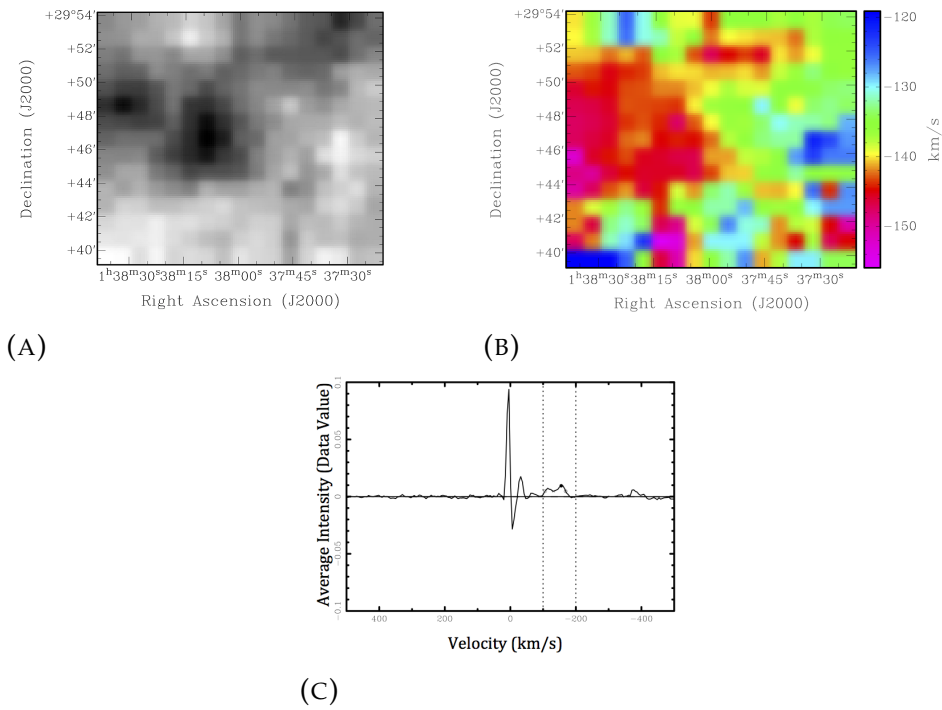 +29°54′
+52′
+50′
+48′
+46′
+44′
+42′
+40′
Declination (J2000)
1ʰ38ᵐ30ˢ38ᵐ15ˢ 38ᵐ00ˢ 37ᵐ45ˢ 37ᵐ30ˢ
Right Ascension (J2000)
(A)
+29°54′
+52′
+50′
+48′
+46′
+44′
+42′
+40′
Declination (J2000)
1ʰ38ᵐ30ˢ38ᵐ15ˢ 38ᵐ00ˢ 37ᵐ45ˢ 37ᵐ30ˢ
Right Ascension (J2000)
−120
−130
−140
−150
km/s
(B)
Average Intensity (Data Value)
0.1
0.05
0
−0.05
−0.1
400 200 0 −200 −400
Velocity (km/s)
(C)